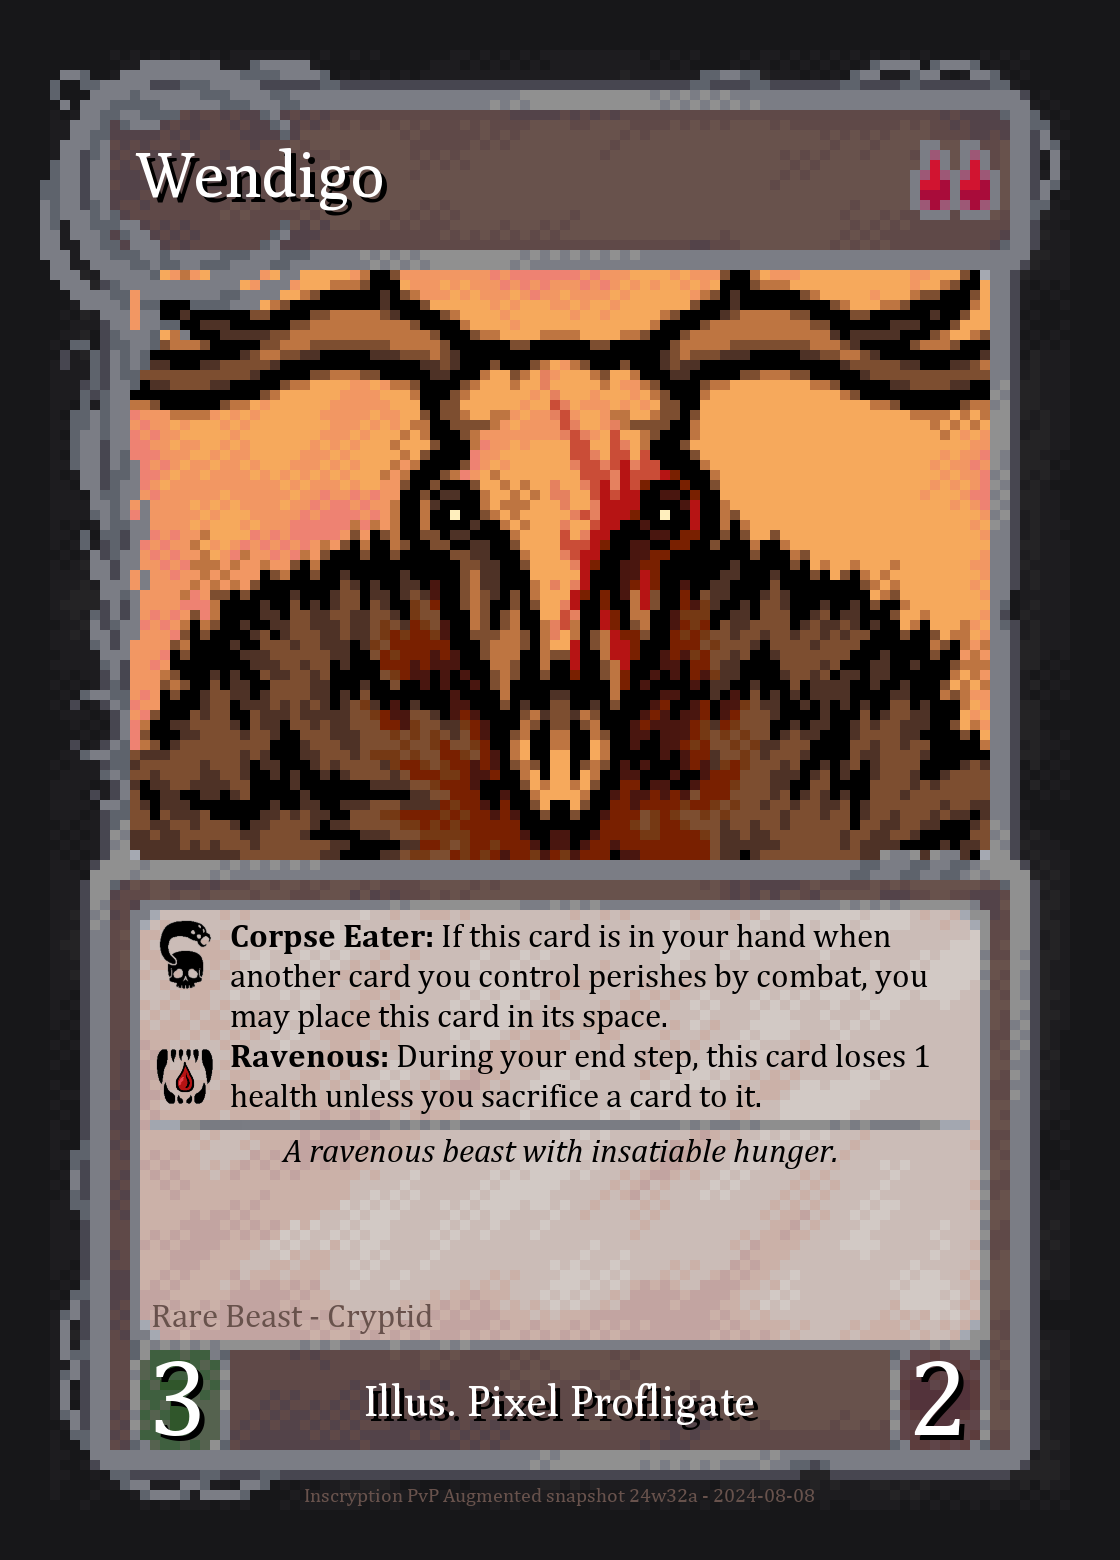 Wendigo
Corpse Eater: If this card is in your hand when
another card you control perishes by combat, you
may place this card in its space.
Ravenous: During your end step, this card loses 1
health unless you sacrifice a card to it.
A ravenous beast with insatiable hunger.
Rare Beast - Cryptid
3
Illus. Pixel Profligate
2
Inscryption PvP Augmented snapshot 24w32a - 2024-08-08